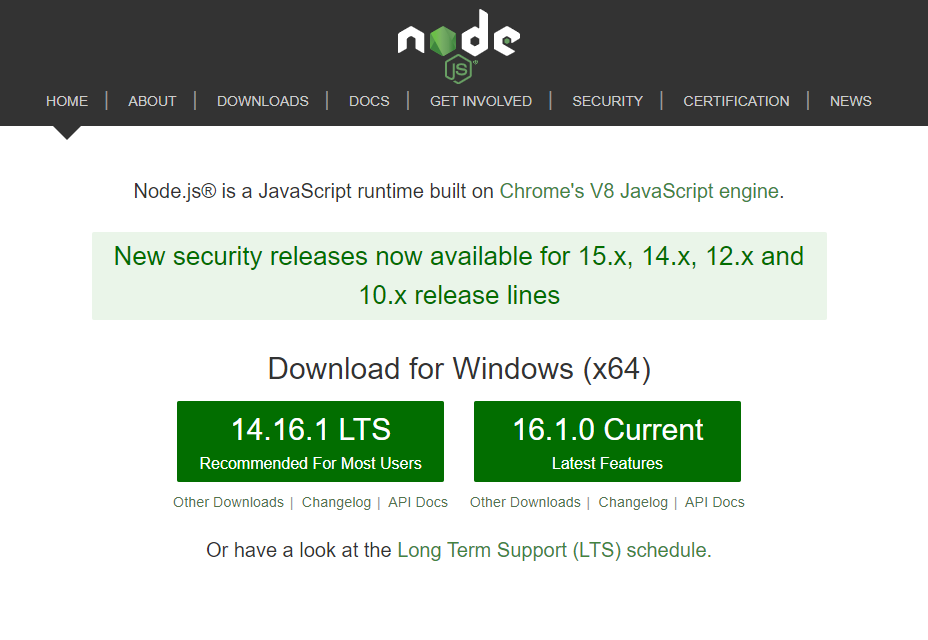 node
JS®
HOME | ABOUT | DOWNLOADS | DOCS | GET INVOLVED | SECURITY | CERTIFICATION | NEWS
Node.js® is a JavaScript runtime built on Chrome's V8 JavaScript engine.
New security releases now available for 15.x, 14.x, 12.x and
10.x release lines
Download for Windows (x64)
14.16.1 LTS
Recommended For Most Users
16.1.0 Current
Latest Features
Other Downloads | Changelog | API Docs
Other Downloads | Changelog | API Docs
Or have a look at the Long Term Support (LTS) schedule.